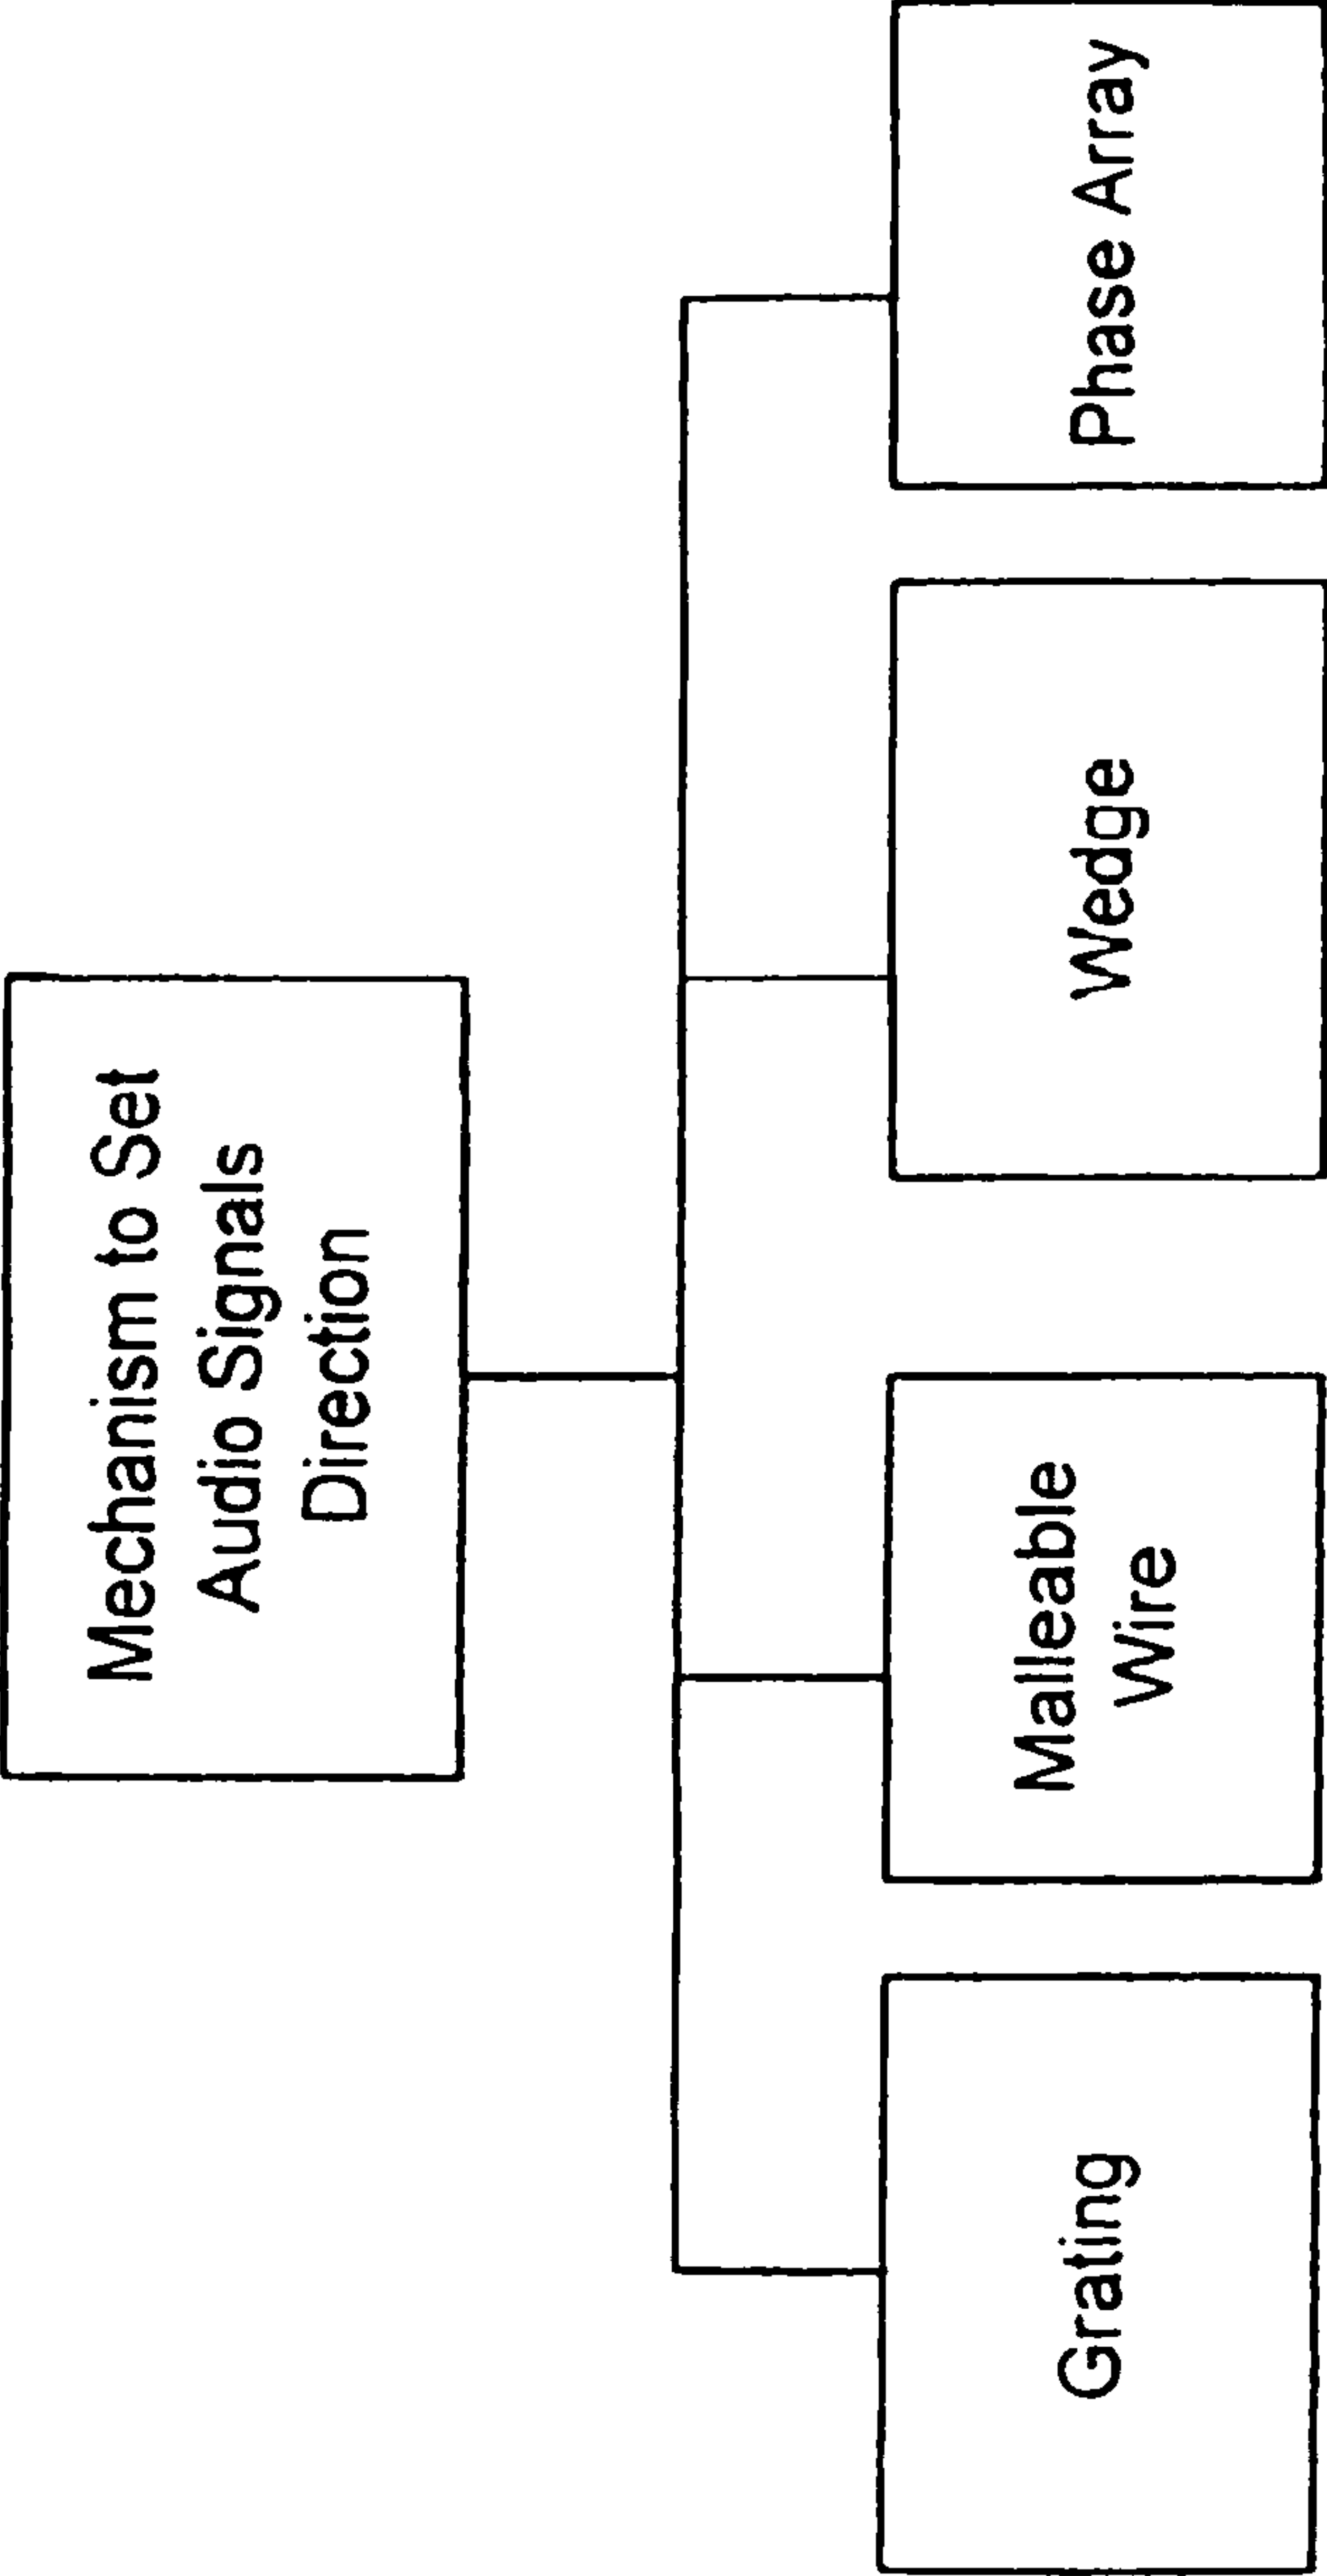 Mechanism to Set
Audio Signals
Direction
Grating
Malleable
Wire
Wedge
Phase Array